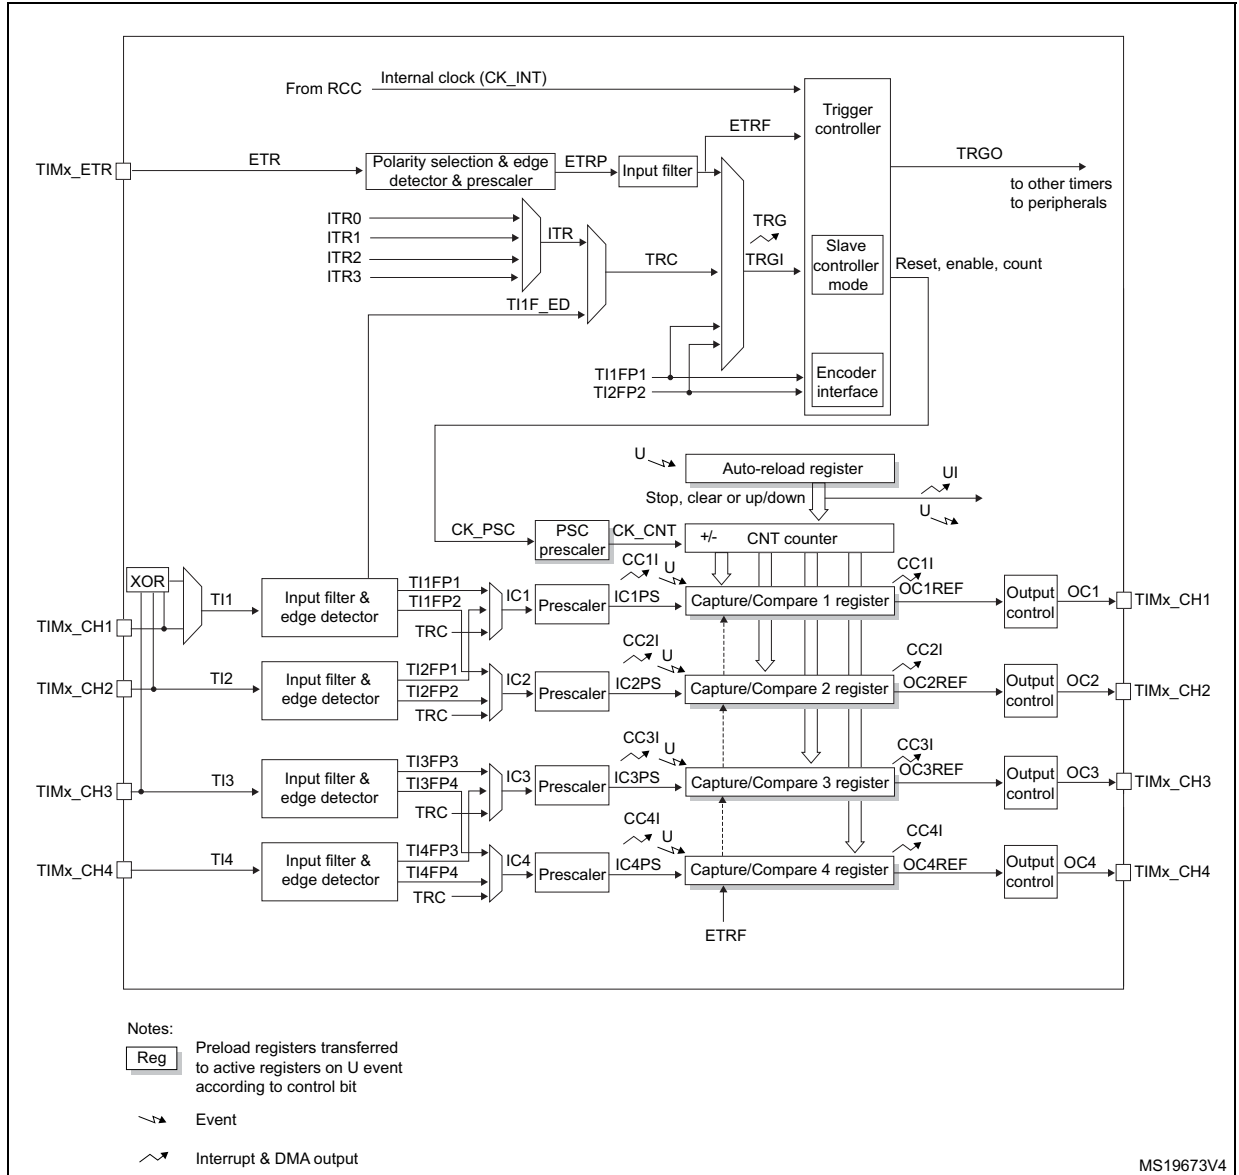 From RCC
Internal clock (CK_INT)
Trigger
controller
ETRF
TIMx_ETR
ETR
Polarity selection & edge
detector & prescaler
ETRP
Input filter
TRGO
to other timers
to peripherals
ITR0
ITR1
ITR2
ITR3
ITR
TRC
TRG
TRGI
Slave
controller
mode
Reset, enable, count
TI1F_ED
TI1FP1
TI2FP2
Encoder
interface
U
Auto-reload register
UI
Stop, clear or up/down
U
CK_PSC
PSC
prescaler
CK_CNT
+/-
CNT counter
XOR
TI1
TIMx_CH1
Input filter &
edge detector
TI1FP1
TI1FP2
TRC
IC1
Prescaler
CC1I
U
IC1PS
Capture/Compare 1 register
CC1I
OC1REF
Output
control
OC1
TIMx_CH1
TIMx_CH2
TI2
Input filter &
edge detector
TI2FP1
TI2FP2
TRC
IC2
Prescaler
CC2I
U
IC2PS
Capture/Compare 2 register
CC2I
OC2REF
Output
control
OC2
TIMx_CH2
TIMx_CH3
TI3
Input filter &
edge detector
TI3FP3
TI3FP4
TRC
IC3
Prescaler
CC3I
U
IC3PS
Capture/Compare 3 register
CC3I
OC3REF
Output
control
OC3
TIMx_CH3
TIMx_CH4
TI4
Input filter &
edge detector
TI4FP3
TI4FP4
TRC
IC4
Prescaler
CC4I
U
IC4PS
Capture/Compare 4 register
CC4I
OC4REF
Output
control
OC4
TIMx_CH4
ETRF
Notes:
Reg
Preload registers transferred
to active registers on U event
according to control bit
Event
Interrupt & DMA output
MS19673V4